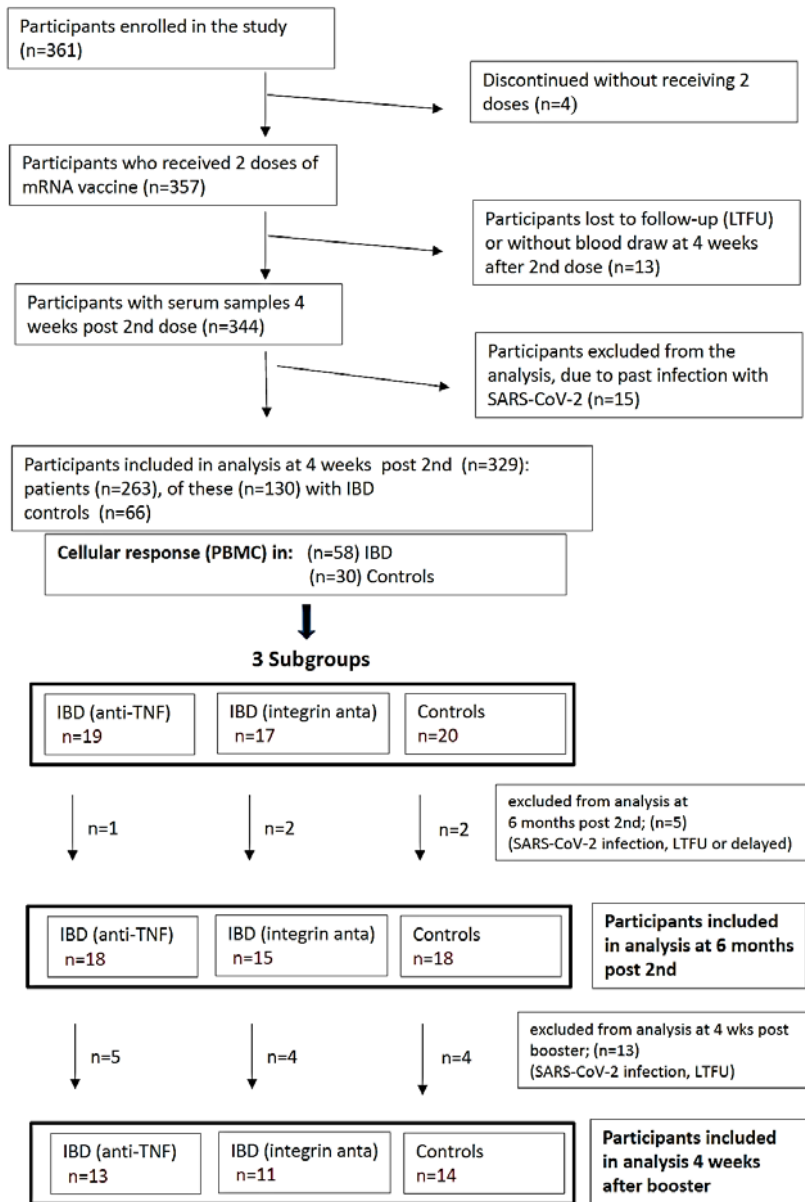 Participants enrolled in the study
(n=361)
Discontinued without receiving 2
doses (n=4)
Participants who received 2 doses of
mRNA vaccine (n=357)
Participants lost to follow-up (LTFU)
or without blood draw at 4 weeks
after 2nd dose (n=13)
Participants with serum samples 4
weeks post 2nd dose (n=344)
Participants excluded from the
analysis, due to past infection with
SARS-CoV-2 (n=15)
Participants included in analysis at 4 weeks post 2nd (n=329):
patients (n=263), of these (n=130) with IBD
controls (n=66)
Cellular response (PBMC) in: (n=58) IBD
(n=30) Controls
3 Subgroups
IBD (anti-TNF)
n=19
IBD (integrin anta)
n=17
Controls
n=20
n=1
n=2
n=2
excluded from analysis at
6 months post 2nd; (n=5)
(SARS-CoV-2 infection, LTFU or delayed)
IBD (anti-TNF)
n=18
IBD (integrin anta)
n=15
Controls
n=18
Participants included
in analysis at 6 months
post 2nd
n=5
n=4
n=4
excluded from analysis at 4 wks post
booster; (n=13)
(SARS-CoV-2 infection, LTFU)
IBD (anti-TNF)
n=13
IBD (integrin anta)
n=11
Controls
n=14
Participants included
in analysis 4 weeks
after booster